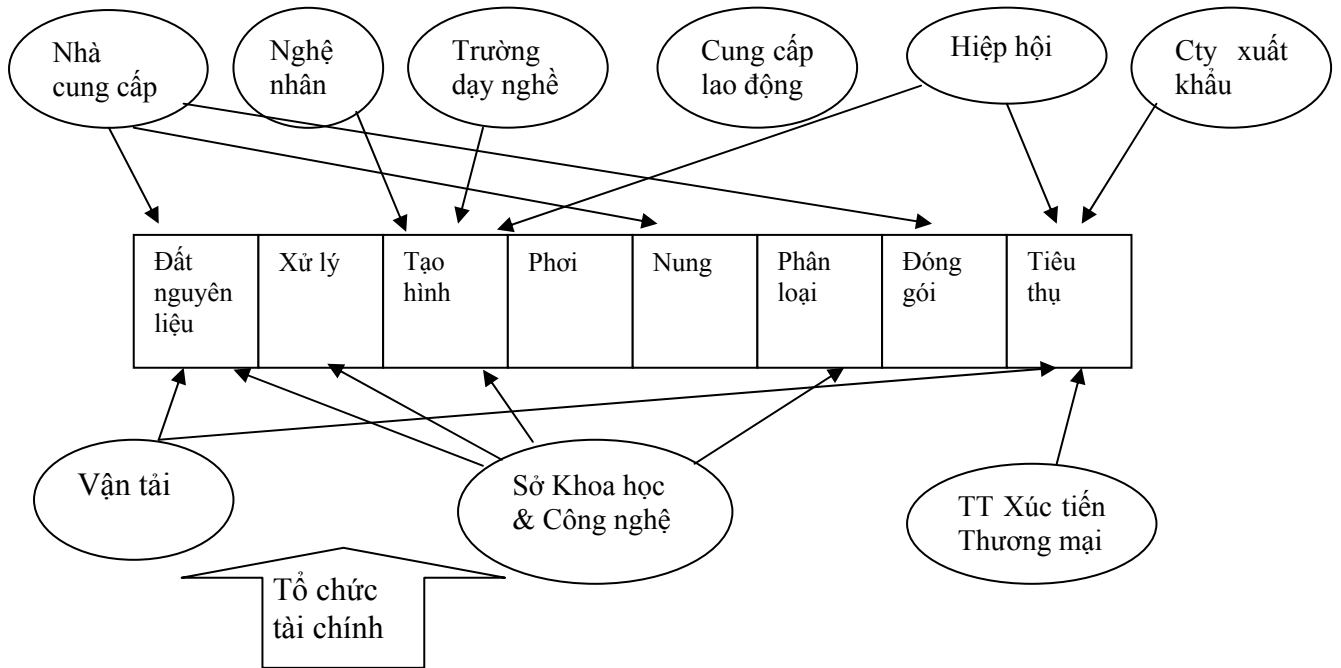 Nhà
cung cấp
Nghệ
nhân
Trường
dạy nghề
Cung cấp
lao động
Hiệp hội
Cty xuất
khẩu
Đất
nguyên
liệu
Xử lý
Tạo
hình
Phơi
Nung
Phân
loại
Đóng
gói
Tiêu
thụ
Vận tải
Sở Khoa học
& Công nghệ
TT Xúc tiến
Thương mại
Tổ chức
tài chính